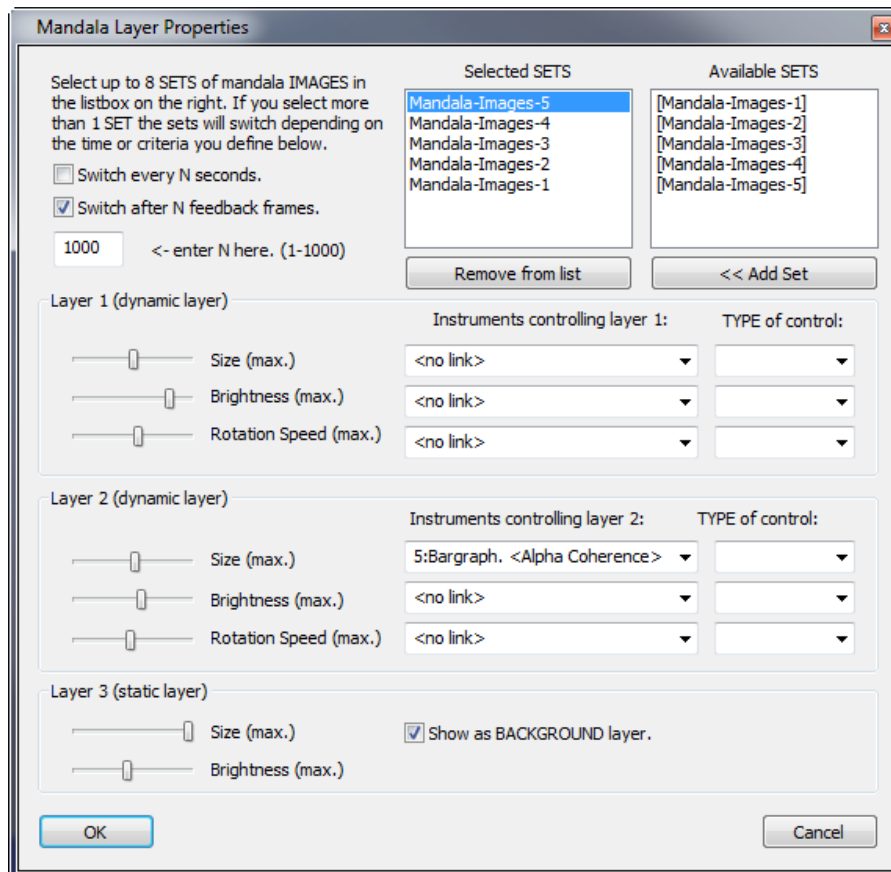 Mandala Layer Properties
Select up to 8 SETS of mandala IMAGES in
the listbox on the right. If you select more
than 1 SET the sets will switch depending on
the time or criteria you define below.
Switch every N seconds.
Switch after N feedback frames.
1000 <- enter N here. (1-1000)
Selected SETS
Mandala-Images-5
Mandala-Images-4
Mandala-Images-3
Mandala-Images-2
Mandala-Images-1
Remove from list
Available SETS
[Mandala-Images-1]
[Mandala-Images-2]
[Mandala-Images-3]
[Mandala-Images-4]
[Mandala-Images-5]
<< Add Set
Layer 1 (dynamic layer)
Instruments controlling layer 1: TYPE of control:
Size (max.) <no link>
Brightness (max.) <no link>
Rotation Speed (max.) <no link>
Layer 2 (dynamic layer)
Instruments controlling layer 2: TYPE of control:
Size (max.) 5:Bargraph. <Alpha Coherence>
Brightness (max.) <no link>
Rotation Speed (max.) <no link>
Layer 3 (static layer)
Size (max.) Show as BACKGROUND layer.
Brightness (max.)
OK Cancel